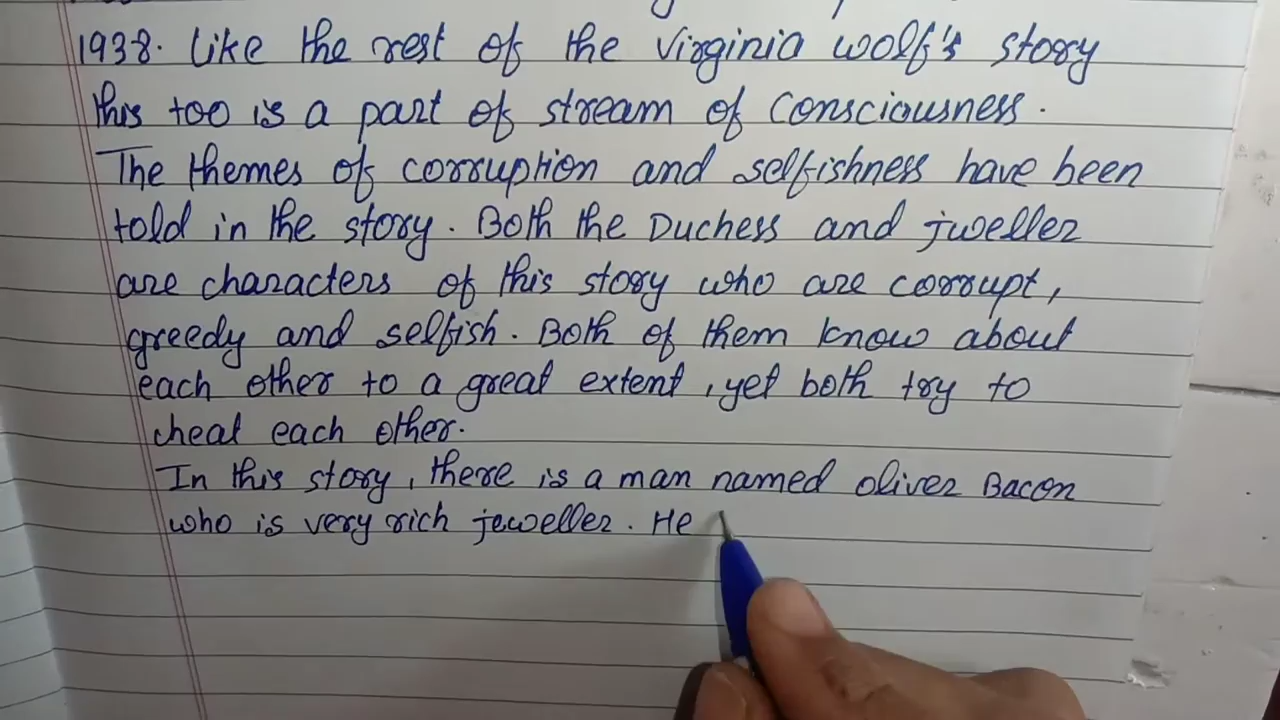 1938. Like the rest of the Virginia wolf's story
this too is a part of stream of consciousness.
The themes of corruption and selfishness have been
told in the story. Both the Duchess and jweller
are characters of this story who are corrupt,
greedy and selfish. Both of them know about
each other to a great extent, yet both try to
cheat each other.
In this story, there is a man named oliver Bacon
who is very rich jeweller. He